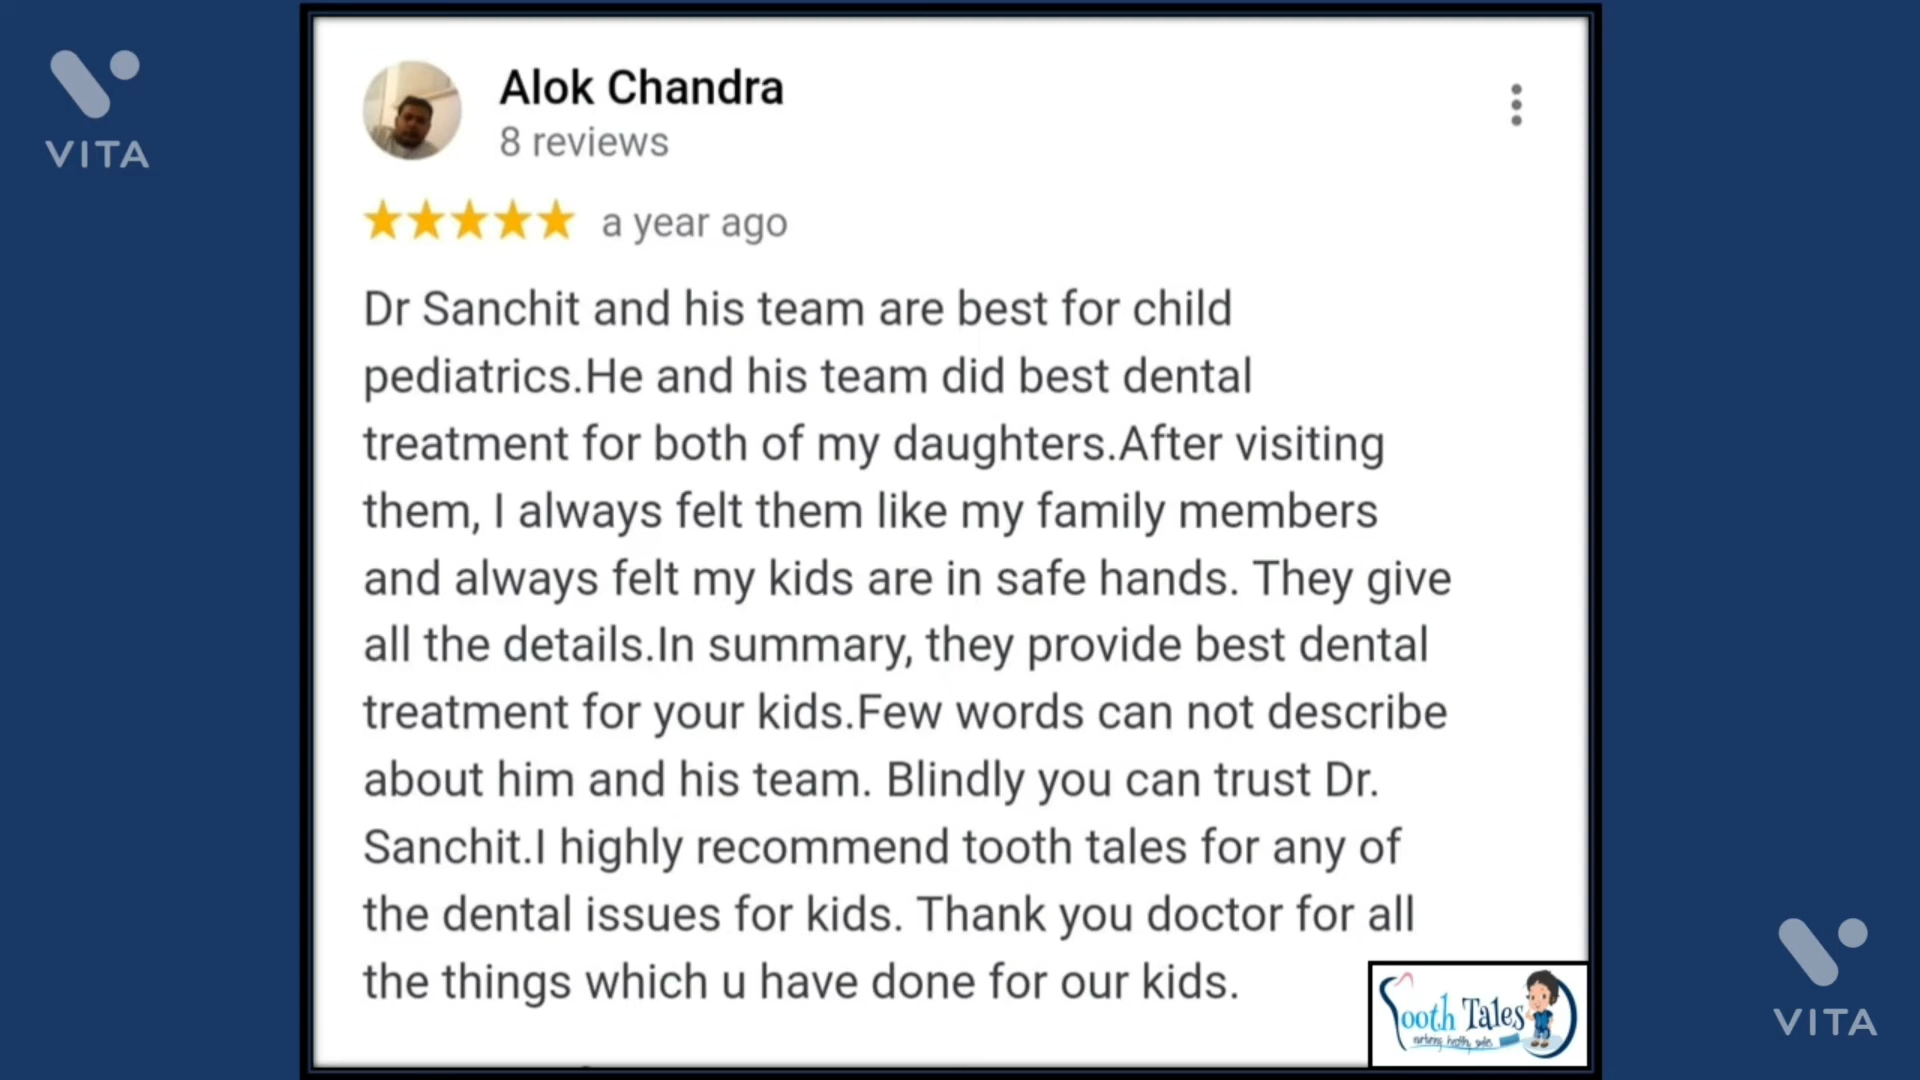 VITA
Alok Chandra
8 reviews
a year ago
Dr Sanchit and his team are best for child
pediatrics.He and his team did best dental
treatment for both of my daughters.After visiting
them, I always felt them like my family members
and always felt my kids are in safe hands. They give
all the details.In summary, they provide best dental
treatment for your kids.Few words can not describe
about him and his team. Blindly you can trust Dr.
Sanchit.I highly recommend tooth tales for any of
the dental issues for kids. Thank you doctor for all
the things which u have done for our kids.
Tooth Tales
VITA